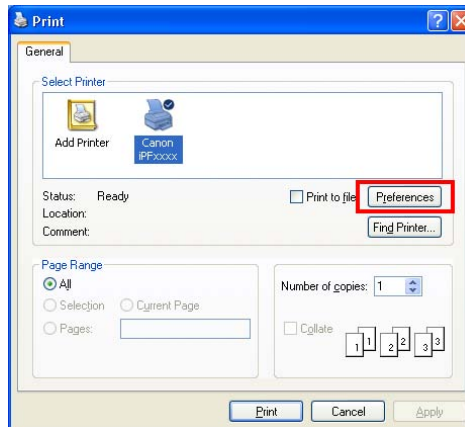 Print
General
Select Printer
Add Printer
Canon
iPFxxxx
Status: Ready
Print to file
Preferences
Location:
Comment:
Find Printer...
Page Range
All
Selection
Current Page
Pages:
Number of copies: 1
Collate
1 1 2 2 3 3
Print
Cancel
Apply